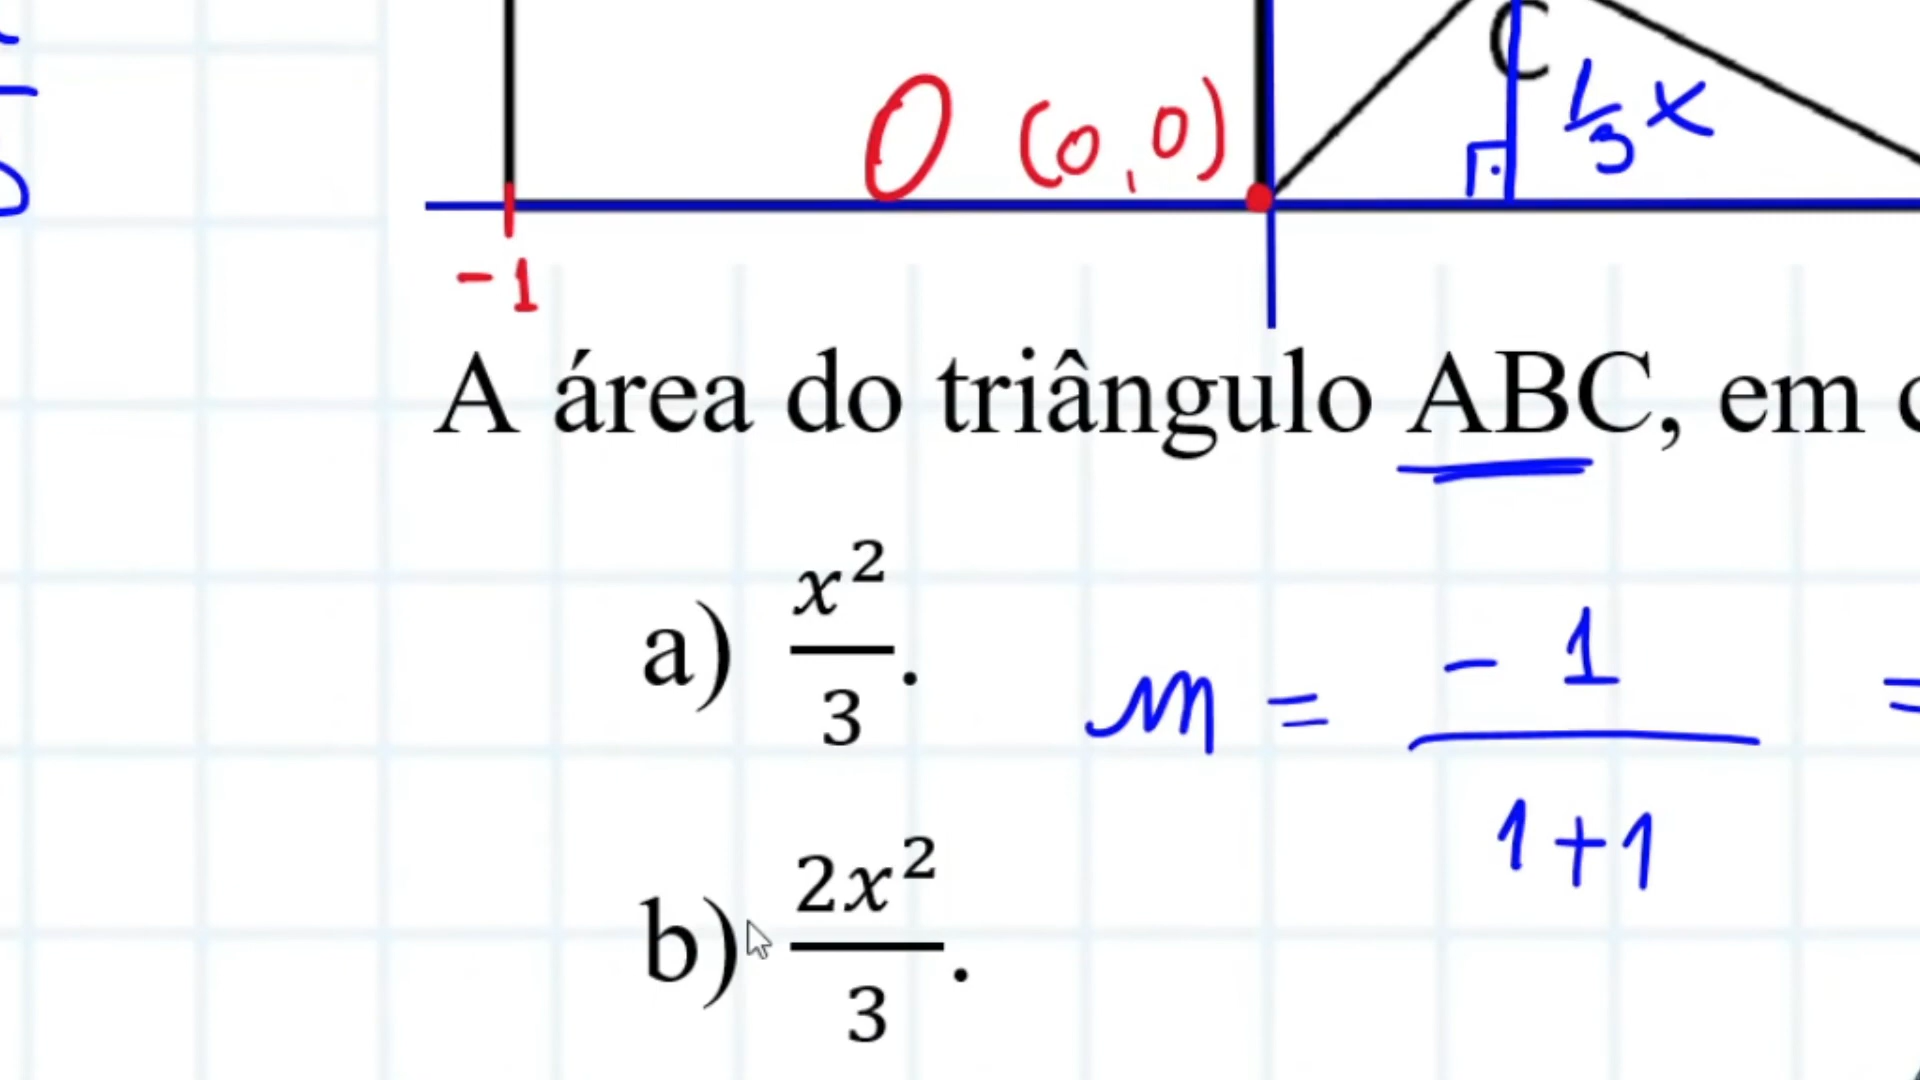 C
1/3 x
O (0,0)
-1
A área do triângulo ABC, em
a) x²/3.
m = -1/(1+1) =
b) 2x²/3.